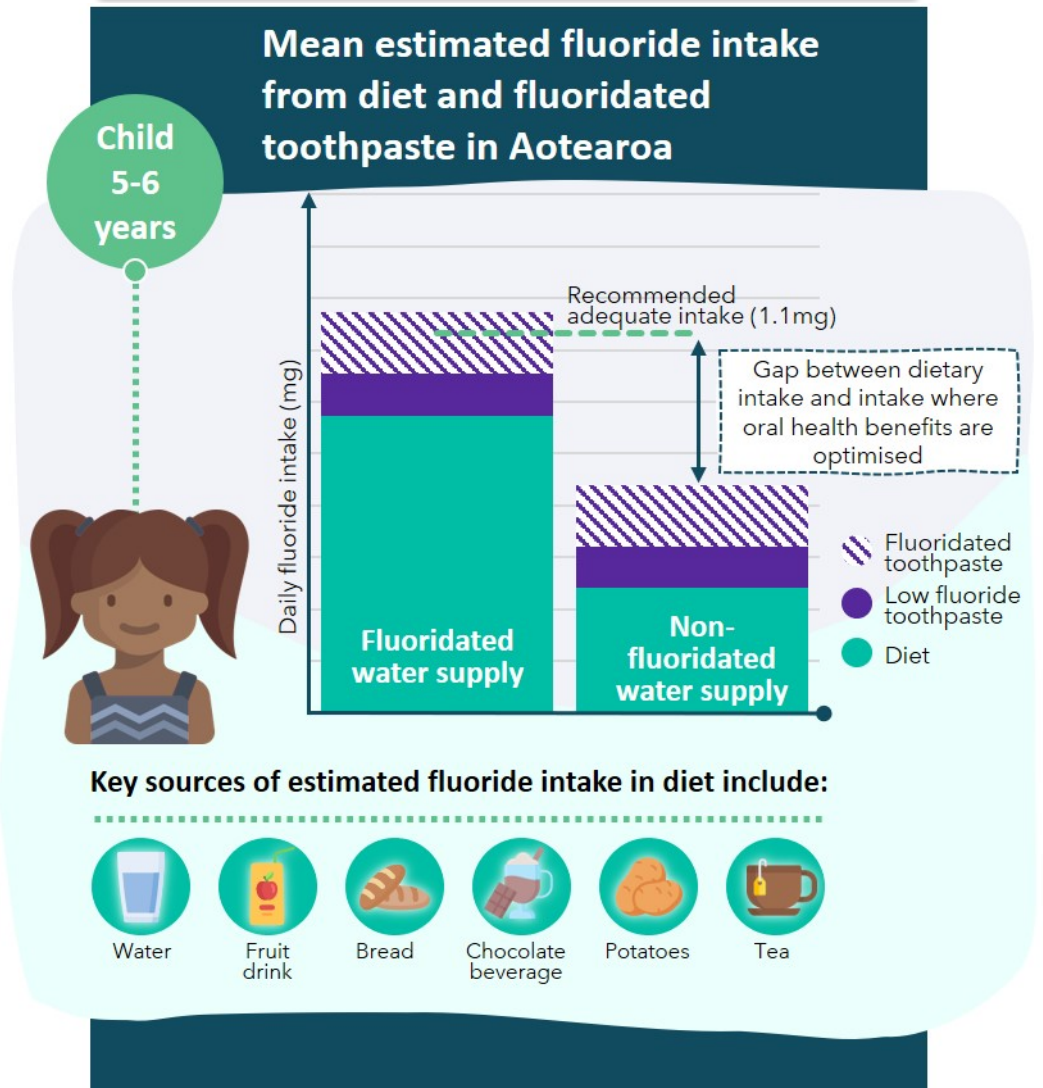 Mean estimated fluoride intake
from diet and fluoridated
toothpaste in Aotearoa
Child
5-6
years
Recommended
adequate intake (1.1mg)
Gap between dietary
intake and intake where
oral health benefits are
optimised
Daily fluoride intake (mg)
Fluoridated
water supply
Non-
fluoridated
water supply
Fluoridated
toothpaste
Low fluoride
toothpaste
Diet
Key sources of estimated fluoride intake in diet include:
Water
Fruit
drink
Bread
Chocolate
beverage
Potatoes
Tea